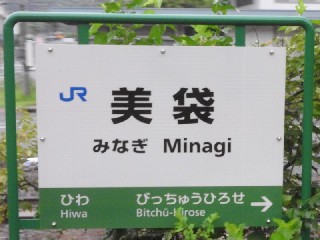 JR
美袋
みなぎ Minagi
ひわ びっちゅうひろせ
Hiwa Bitchū-Hirose →